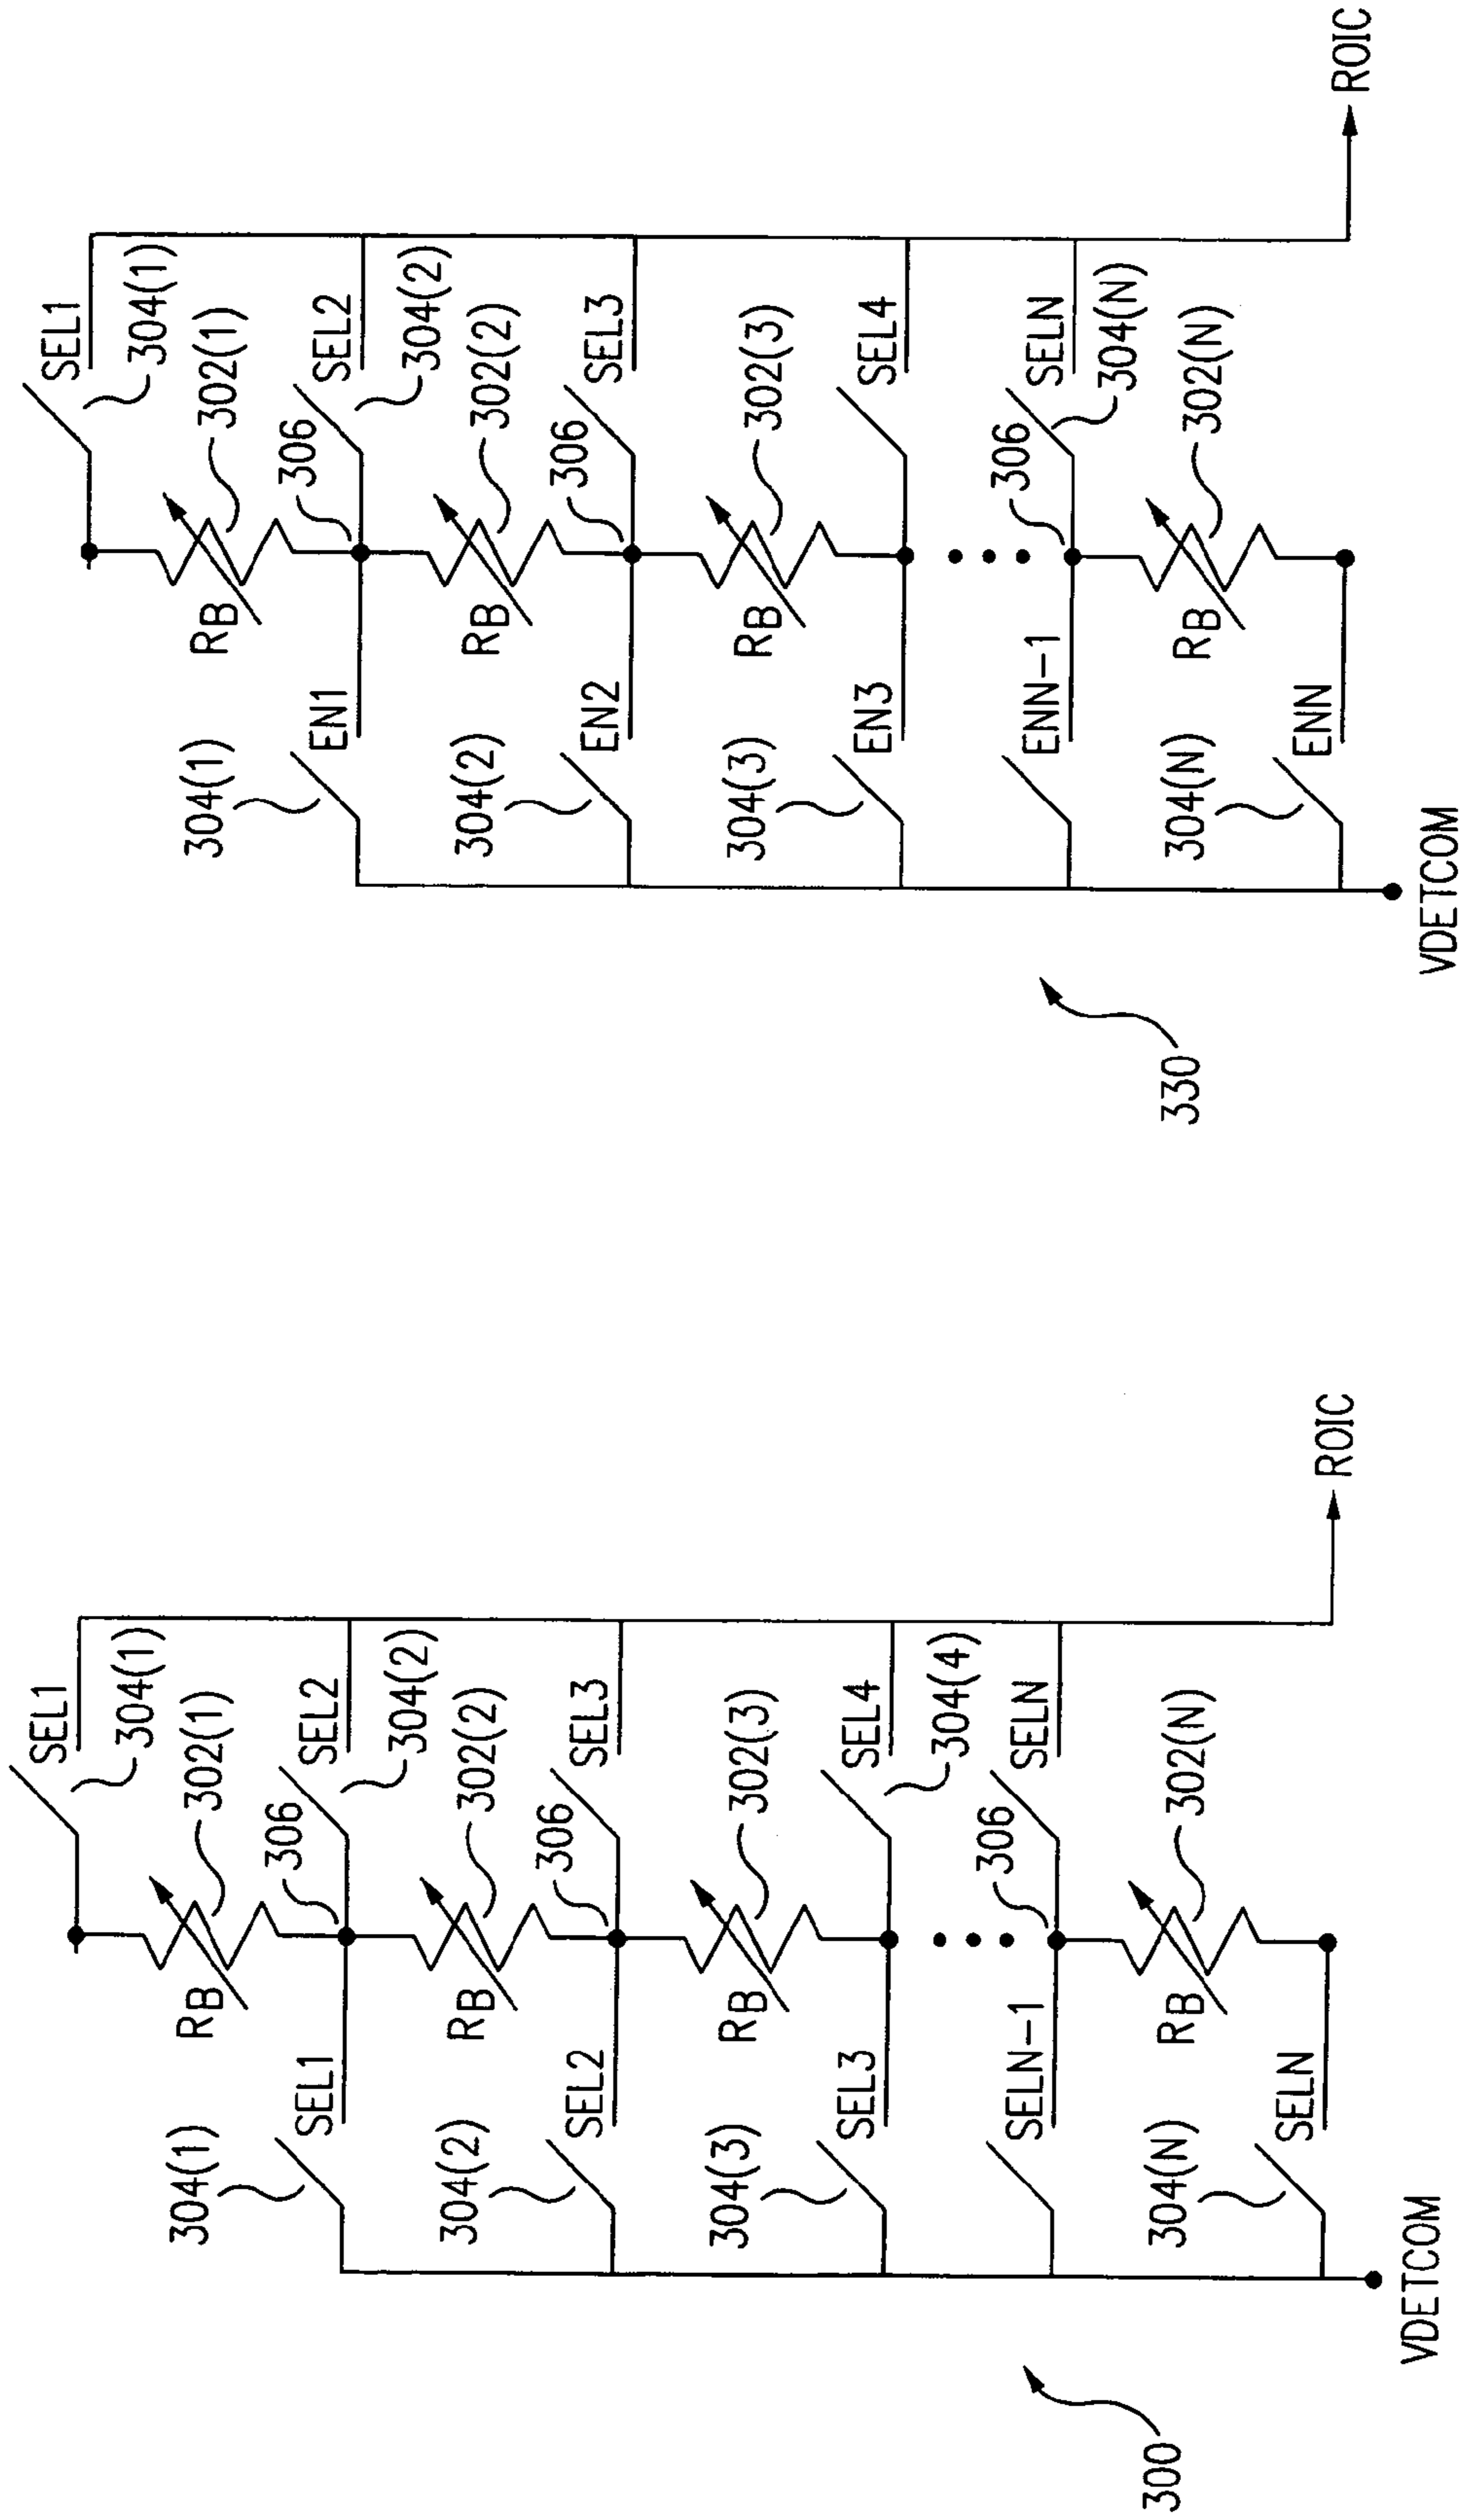 SEL1
304(1)
302(1)
RB
304(1)
SEL1
306
SEL2
304(2)
302(2)
RB
304(2)
SEL2
306
SEL3
302(3)
RB
304(3)
SEL3
SEL4
304(4)
306
SELN-1
SELN
302(N)
RB
304(N)
SELN
ROIC
VDETCOM
300
SEL1
304(1)
302(1)
RB
304(1)
EN1
306
SEL2
304(2)
302(2)
RB
304(2)
EN2
306
SEL3
302(3)
RB
304(3)
EN3
SEL4
306
ENN-1
SELN
304(N)
302(N)
RB
304(N)
ENN
ROIC
VDETCOM
330